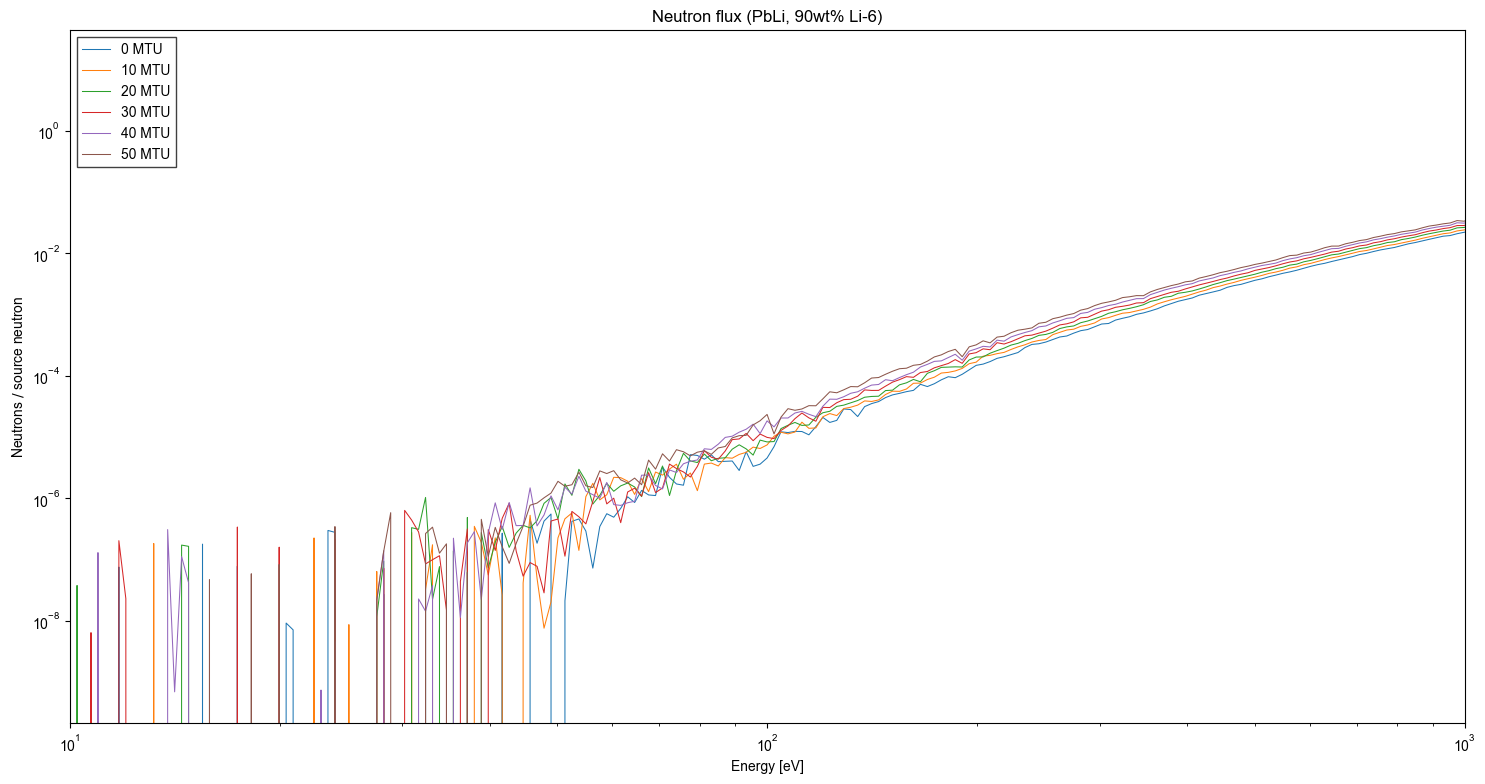 Neutron flux (PbLi, 90wt% Li-6)
0 MTU
10 MTU
20 MTU
30 MTU
40 MTU
50 MTU
10^0
10^-2
10^-4
10^-6
10^-8
Neutrons / source neutron
10^1
10^2
10^3
Energy [eV]